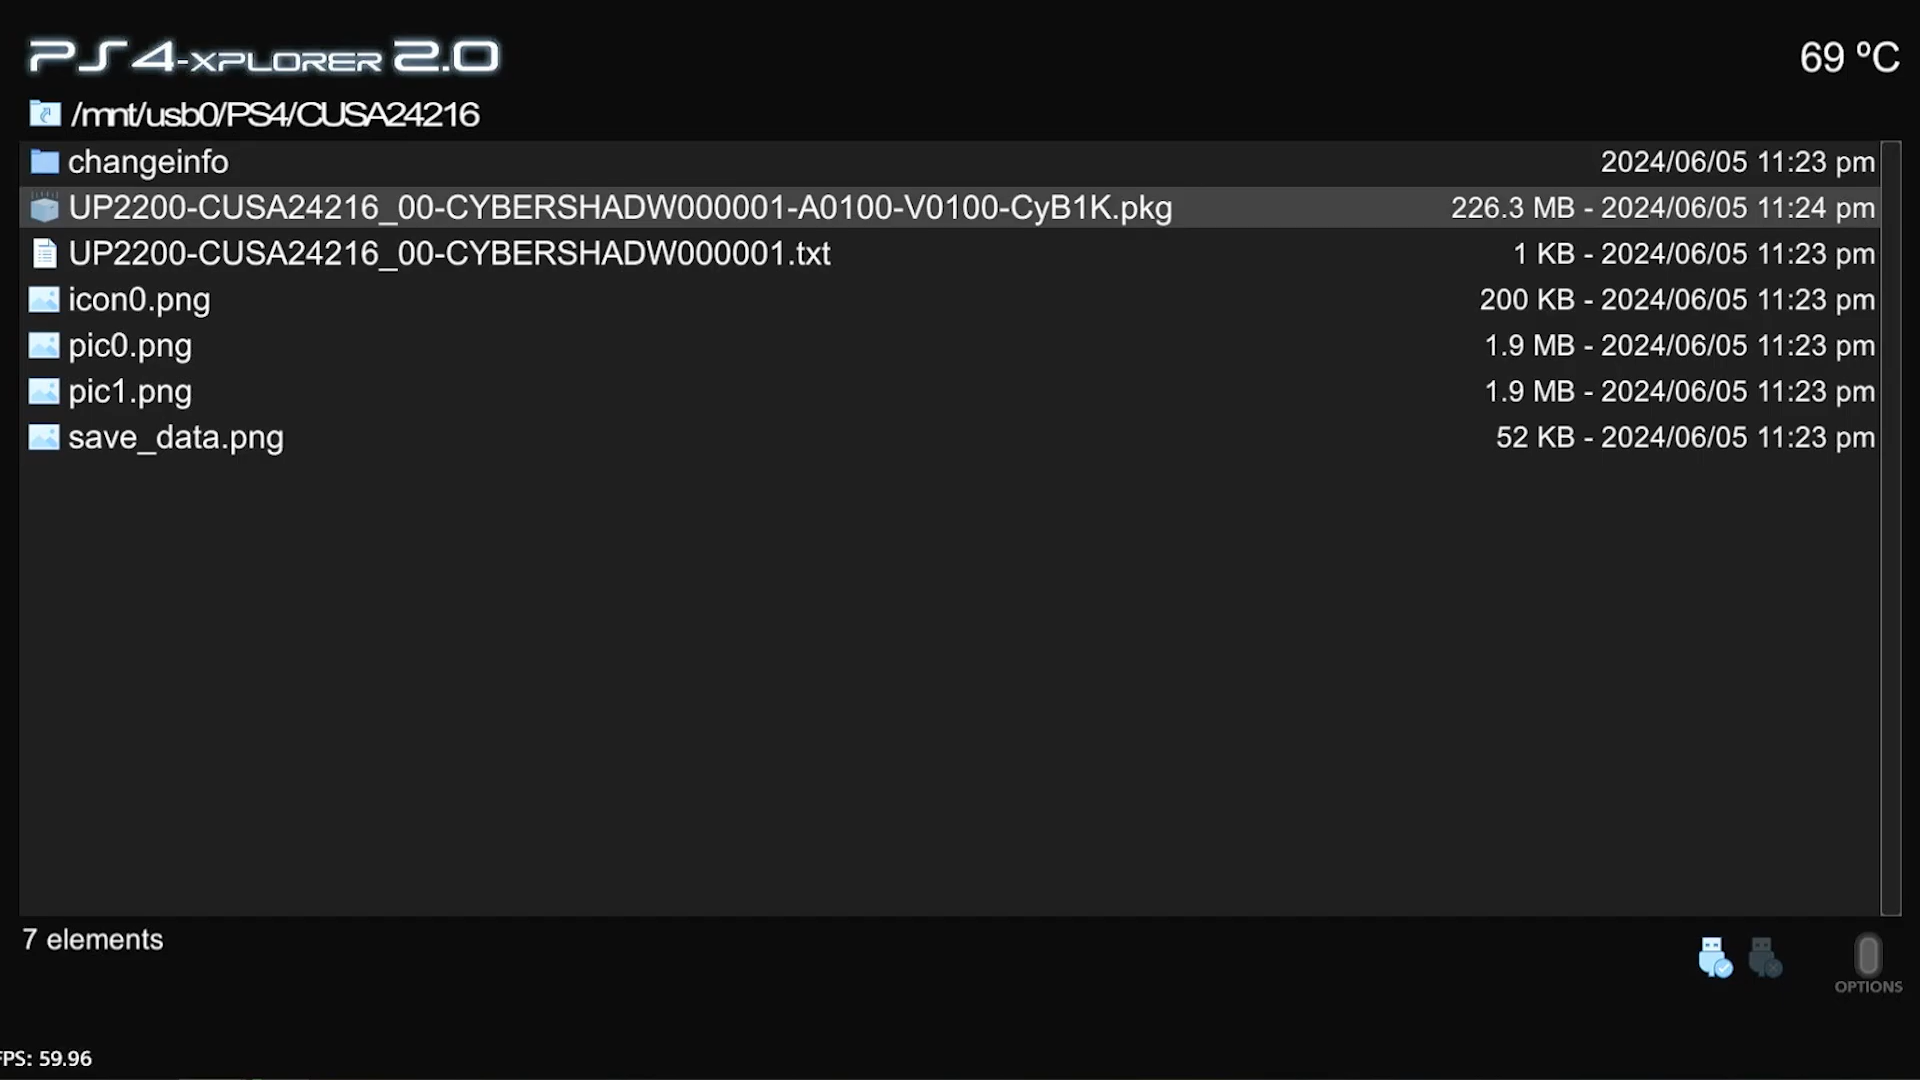 PS4-XPLORER 2.0
69 ºC
/mnt/usb0/PS4/CUSA24216
changeinfo 2024/06/05 11:23 pm
UP2200-CUSA24216_00-CYBERSHADW000001-A0100-V0100-CyB1K.pkg 226.3 MB - 2024/06/05 11:24 pm
UP2200-CUSA24216_00-CYBERSHADW000001.txt 1 KB - 2024/06/05 11:23 pm
icon0.png 200 KB - 2024/06/05 11:23 pm
pic0.png 1.9 MB - 2024/06/05 11:23 pm
pic1.png 1.9 MB - 2024/06/05 11:23 pm
save_data.png 52 KB - 2024/06/05 11:23 pm
7 elements
OPTIONS
FPS: 59.96